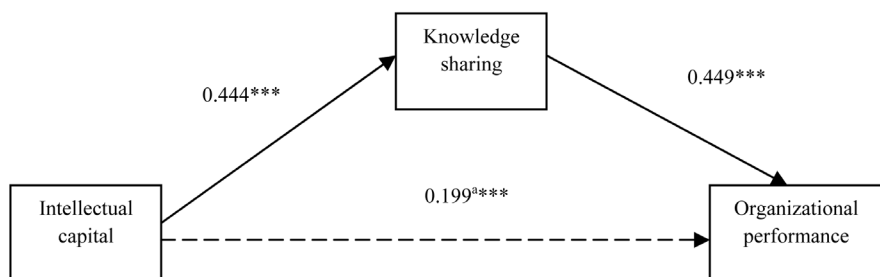 Knowledge
sharing
0.444***
0.449***
0.199ᵃ***
Intellectual
capital
Organizational
performance